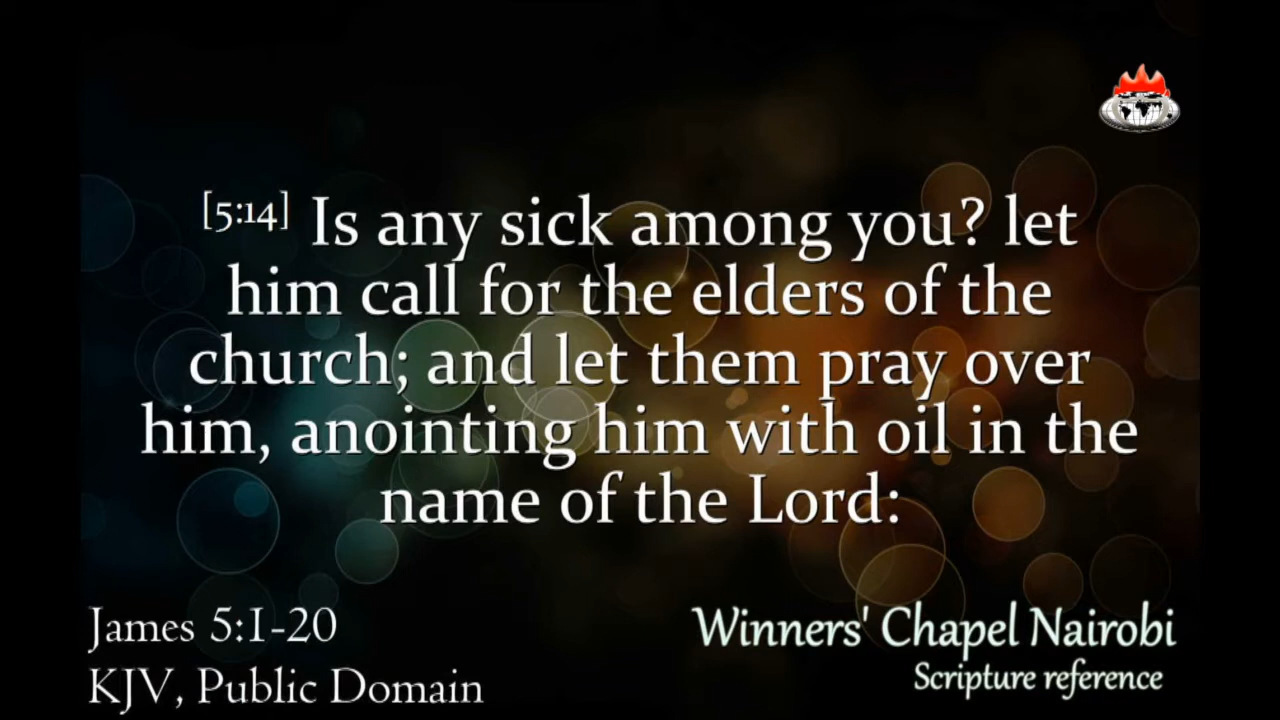 [5:14] Is any sick among you? let
him call for the elders of the
church; and let them pray over
him, anointing him with oil in the
name of the Lord:
James 5:1-20
KJV, Public Domain
Winners' Chapel Nairobi
Scripture reference